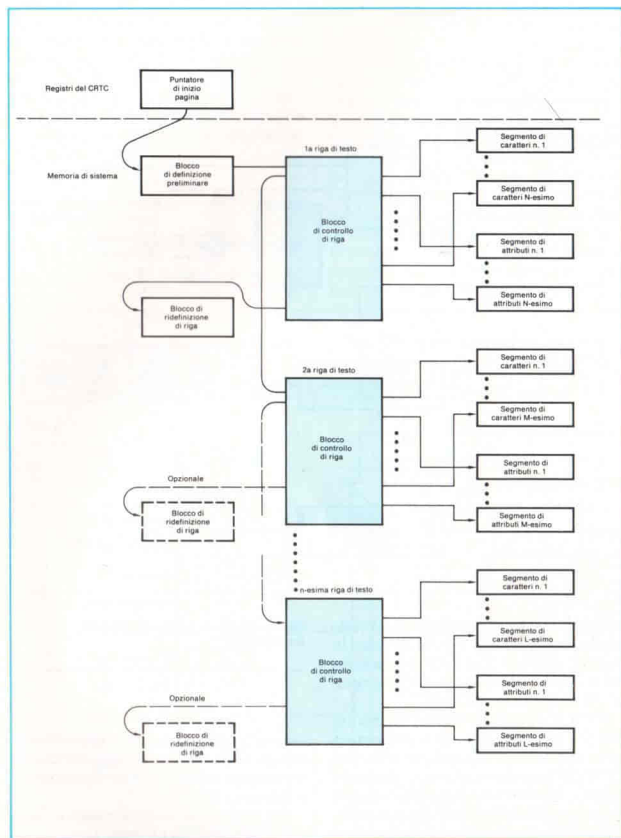 Registri del CRTC
Puntatore
di inizio
pagina
Memoria di sistema
Blocco
di definizione
preliminare
1a riga di testo
Blocco
di controllo
di riga
Segmento di
caratteri n. 1
Segmento di
caratteri N-esimo
Segmento di
attributi n. 1
Segmento di
attributi N-esimo
Blocco di
ridefinizione
di riga
2a riga di testo
Blocco
di controllo
di riga
Segmento di
caratteri n. 1
Segmento di
caratteri M-esimo
Segmento di
attributi n. 1
Segmento di
attributi M-esimo
Opzionale
Blocco di
ridefinizione
di riga
n-esima riga di testo
Blocco
di controllo
di riga
Segmento di
caratteri n. 1
Segmento di
caratteri L-esimo
Segmento di
attributi n. 1
Segmento di
attributi L-esimo
Opzionale
Blocco di
ridefinizione
di riga